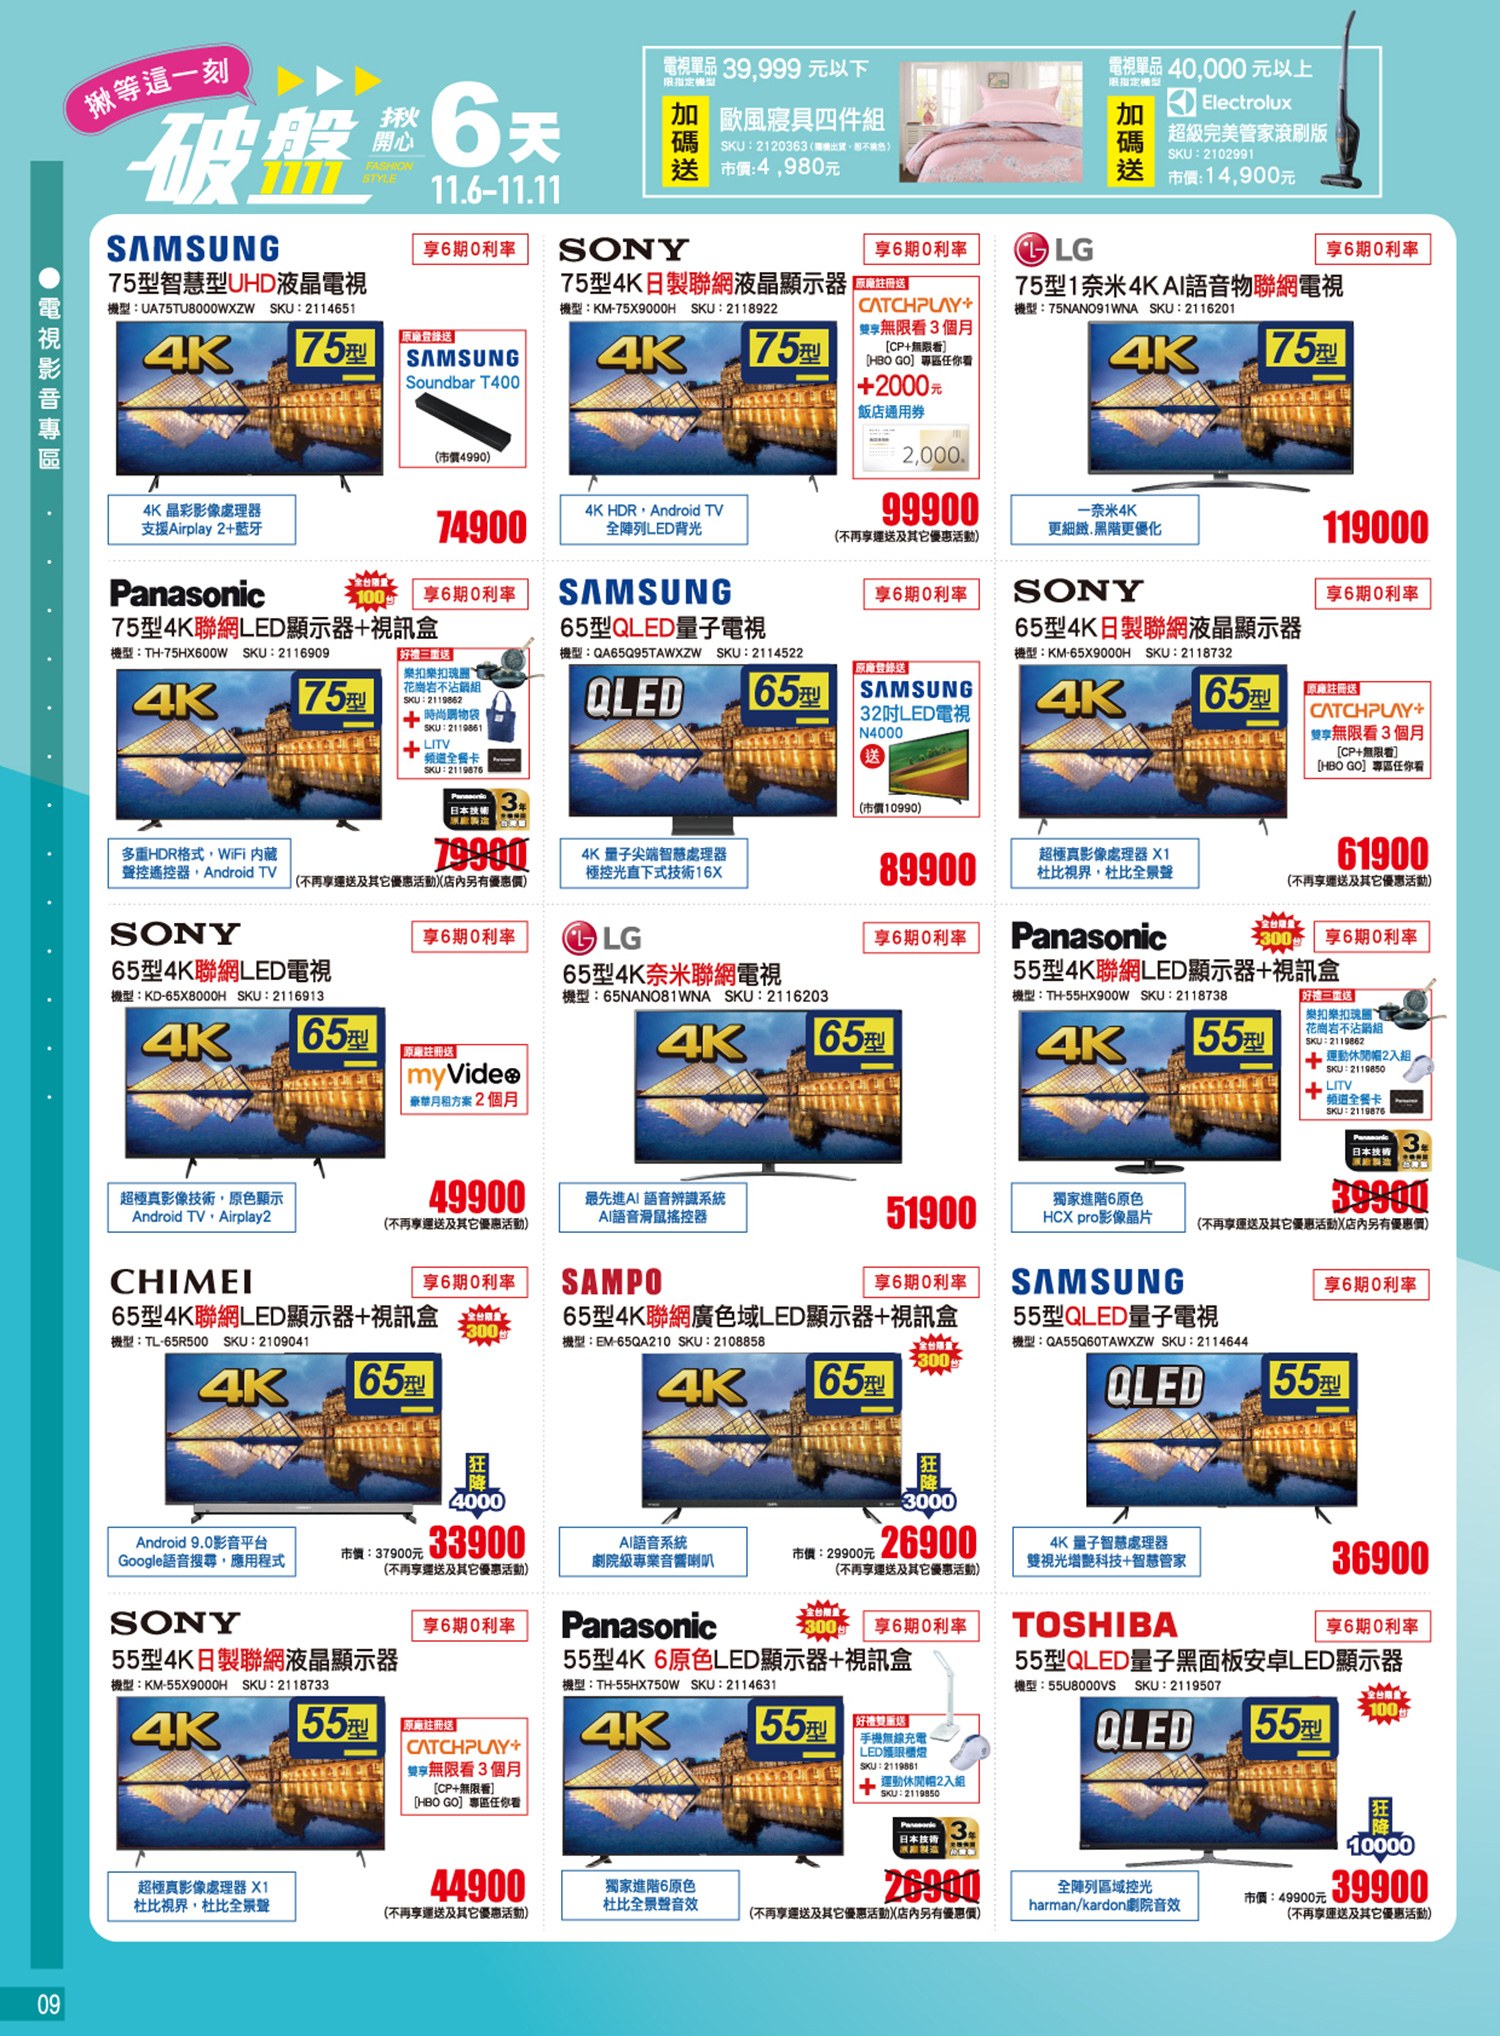 揪等這一刻
破盤
1111
揪
開心
FASHION
STYLE
6天
11.6-11.11
電視單品
限指定機型
39,999 元以下
加碼送
歐風寢具四件組
SKU：2120363(隨機出貨，恕不挑色)
市價:4,980元
電視單品
限指定機型
40,000 元以上
加碼送
Electrolux
超級完美管家滾刷版
SKU：2102991
市價:14,900元
●電視影音專區
SAMSUNG
享6期0利率
75型智慧型UHD液晶電視
機型：UA75TU8000WXZW SKU：2114651
4K
75型
原廠登錄送
SAMSUNG
Soundbar T400
(市價4990)
4K 晶彩影像處理器
支援Airplay 2+藍牙
74900
SONY
享6期0利率
75型4K日製聯網液晶顯示器
機型：KM-75X9000H SKU：2118922
4K
75型
原廠註冊送
CATCHPLAY+
雙享無限看3個月
[CP+無限看]
[HBO GO] 專區任你看
+2000元
飯店通用券
2,000
4K HDR，Android TV
全陣列LED背光
99900
(不再享運送及其它優惠活動)
LG
享6期0利率
75型1奈米4K AI語音物聯網電視
機型：75NANO91WNA SKU：2116201
4K
75型
一奈米4K
更細緻.黑階更優化
119000
Panasonic
全台限量
100台
享6期0利率
75型4K聯網LED顯示器+視訊盒
機型：TH-75HX600W SKU：2116909
4K
75型
好禮三重送
樂扣樂扣瑰麗
花崗岩不沾鍋組
SKU：2119862
+ 時尚購物袋
SKU：2119861
+ LITV
頻道全餐卡
SKU：2119876
Panasonic
日本技術
原廠製造
3年
全機保固
台灣製
多重HDR格式，WiFi 內藏
聲控遙控器，Android TV
79900
(不再享運送及其它優惠活動)(店內另有優惠價)
SAMSUNG
享6期0利率
65型QLED量子電視
機型：QA65Q95TAWXZW SKU：2114522
QLED
65型
原廠登錄送
SAMSUNG
32吋LED電視
N4000
送
(市價10990)
4K 量子尖端智慧處理器
極控光直下式技術16X
89900
SONY
享6期0利率
65型4K日製聯網液晶顯示器
機型：KM-65X9000H SKU：2118732
4K
65型
原廠註冊送
CATCHPLAY+
雙享無限看3個月
[CP+無限看]
[HBO GO] 專區任你看
超極真影像處理器 X1
杜比視界，杜比全景聲
61900
(不再享運送及其它優惠活動)
SONY
享6期0利率
65型4K聯網LED電視
機型：KD-65X8000H SKU：2116913
4K
65型
原廠註冊送
myVideo
豪華月租方案2個月
超極真影像技術，原色顯示
Android TV，Airplay2
49900
(不再享運送及其它優惠活動)
LG
享6期0利率
65型4K奈米聯網電視
機型：65NANO81WNA SKU：2116203
4K
65型
最先進AI 語音辨識系統
AI語音滑鼠搖控器
51900
Panasonic
全台限量
300台
享6期0利率
55型4K聯網LED顯示器+視訊盒
機型：TH-55HX900W SKU：2118738
4K
55型
好禮三重送
樂扣樂扣瑰麗
花崗岩不沾鍋組
SKU：2119862
+ 運動休閒帽2入組
SKU：2119850
+ LITV
頻道全餐卡
SKU：2119876
Panasonic
日本技術
原廠製造
3年
全機保固
台灣製
獨家進階6原色
HCX pro影像晶片
39900
(不再享運送及其它優惠活動)(店內另有優惠價)
CHIMEI
享6期0利率
65型4K聯網LED顯示器+視訊盒
機型：TL-65R500 SKU：2109041
全台限量
300台
4K
65型
狂降
4000
Android 9.0影音平台
Google語音搜尋，應用程式
市價：37900元 33900
(不再享運送及其它優惠活動)
SAMPO
享6期0利率
65型4K聯網廣色域LED顯示器+視訊盒
機型：EM-65QA210 SKU：2108858
全台限量
300台
4K
65型
狂降
3000
AI語音系統
劇院級專業音響喇叭
市價：29900元 26900
(不再享運送及其它優惠活動)
SAMSUNG
享6期0利率
55型QLED量子電視
機型：QA55Q60TAWXZW SKU：2114644
QLED
55型
4K 量子智慧處理器
雙視光增艷科技+智慧管家
36900
SONY
享6期0利率
55型4K日製聯網液晶顯示器
機型：KM-55X9000H SKU：2118733
4K
55型
原廠註冊送
CATCHPLAY+
雙享無限看3個月
[CP+無限看]
[HBO GO] 專區任你看
超極真影像處理器 X1
杜比視界，杜比全景聲
44900
(不再享運送及其它優惠活動)
Panasonic
全台限量
300台
享6期0利率
55型4K 6原色LED顯示器+視訊盒
機型：TH-55HX750W SKU：2114631
4K
55型
好禮雙重送
手機無線充電
LED護眼檯燈
SKU：2119881
+ 運動休閒帽2入組
SKU：2119850
Panasonic
日本技術
原廠製造
3年
全機保固
台灣製
獨家進階6原色
杜比全景聲音效
26900
(不再享運送及其它優惠活動)(店內另有優惠價)
TOSHIBA
享6期0利率
55型QLED量子黑面板安卓LED顯示器
機型：55U8000VS SKU：2119507
全台限量
100台
QLED
55型
狂降
10000
全陣列區域控光
harman/kardon劇院音效
市價：49900元 39900
(不再享運送及其它優惠活動)
09